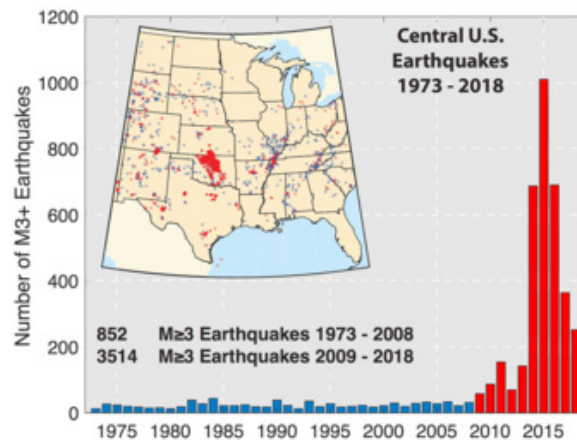 Central U.S.
Earthquakes
1973 - 2018
Number of M3+ Earthquakes
1200
1000
800
600
400
200
0
852 M≥3 Earthquakes 1973 - 2008
3514 M≥3 Earthquakes 2009 - 2018
1975 1980 1985 1990 1995 2000 2005 2010 2015